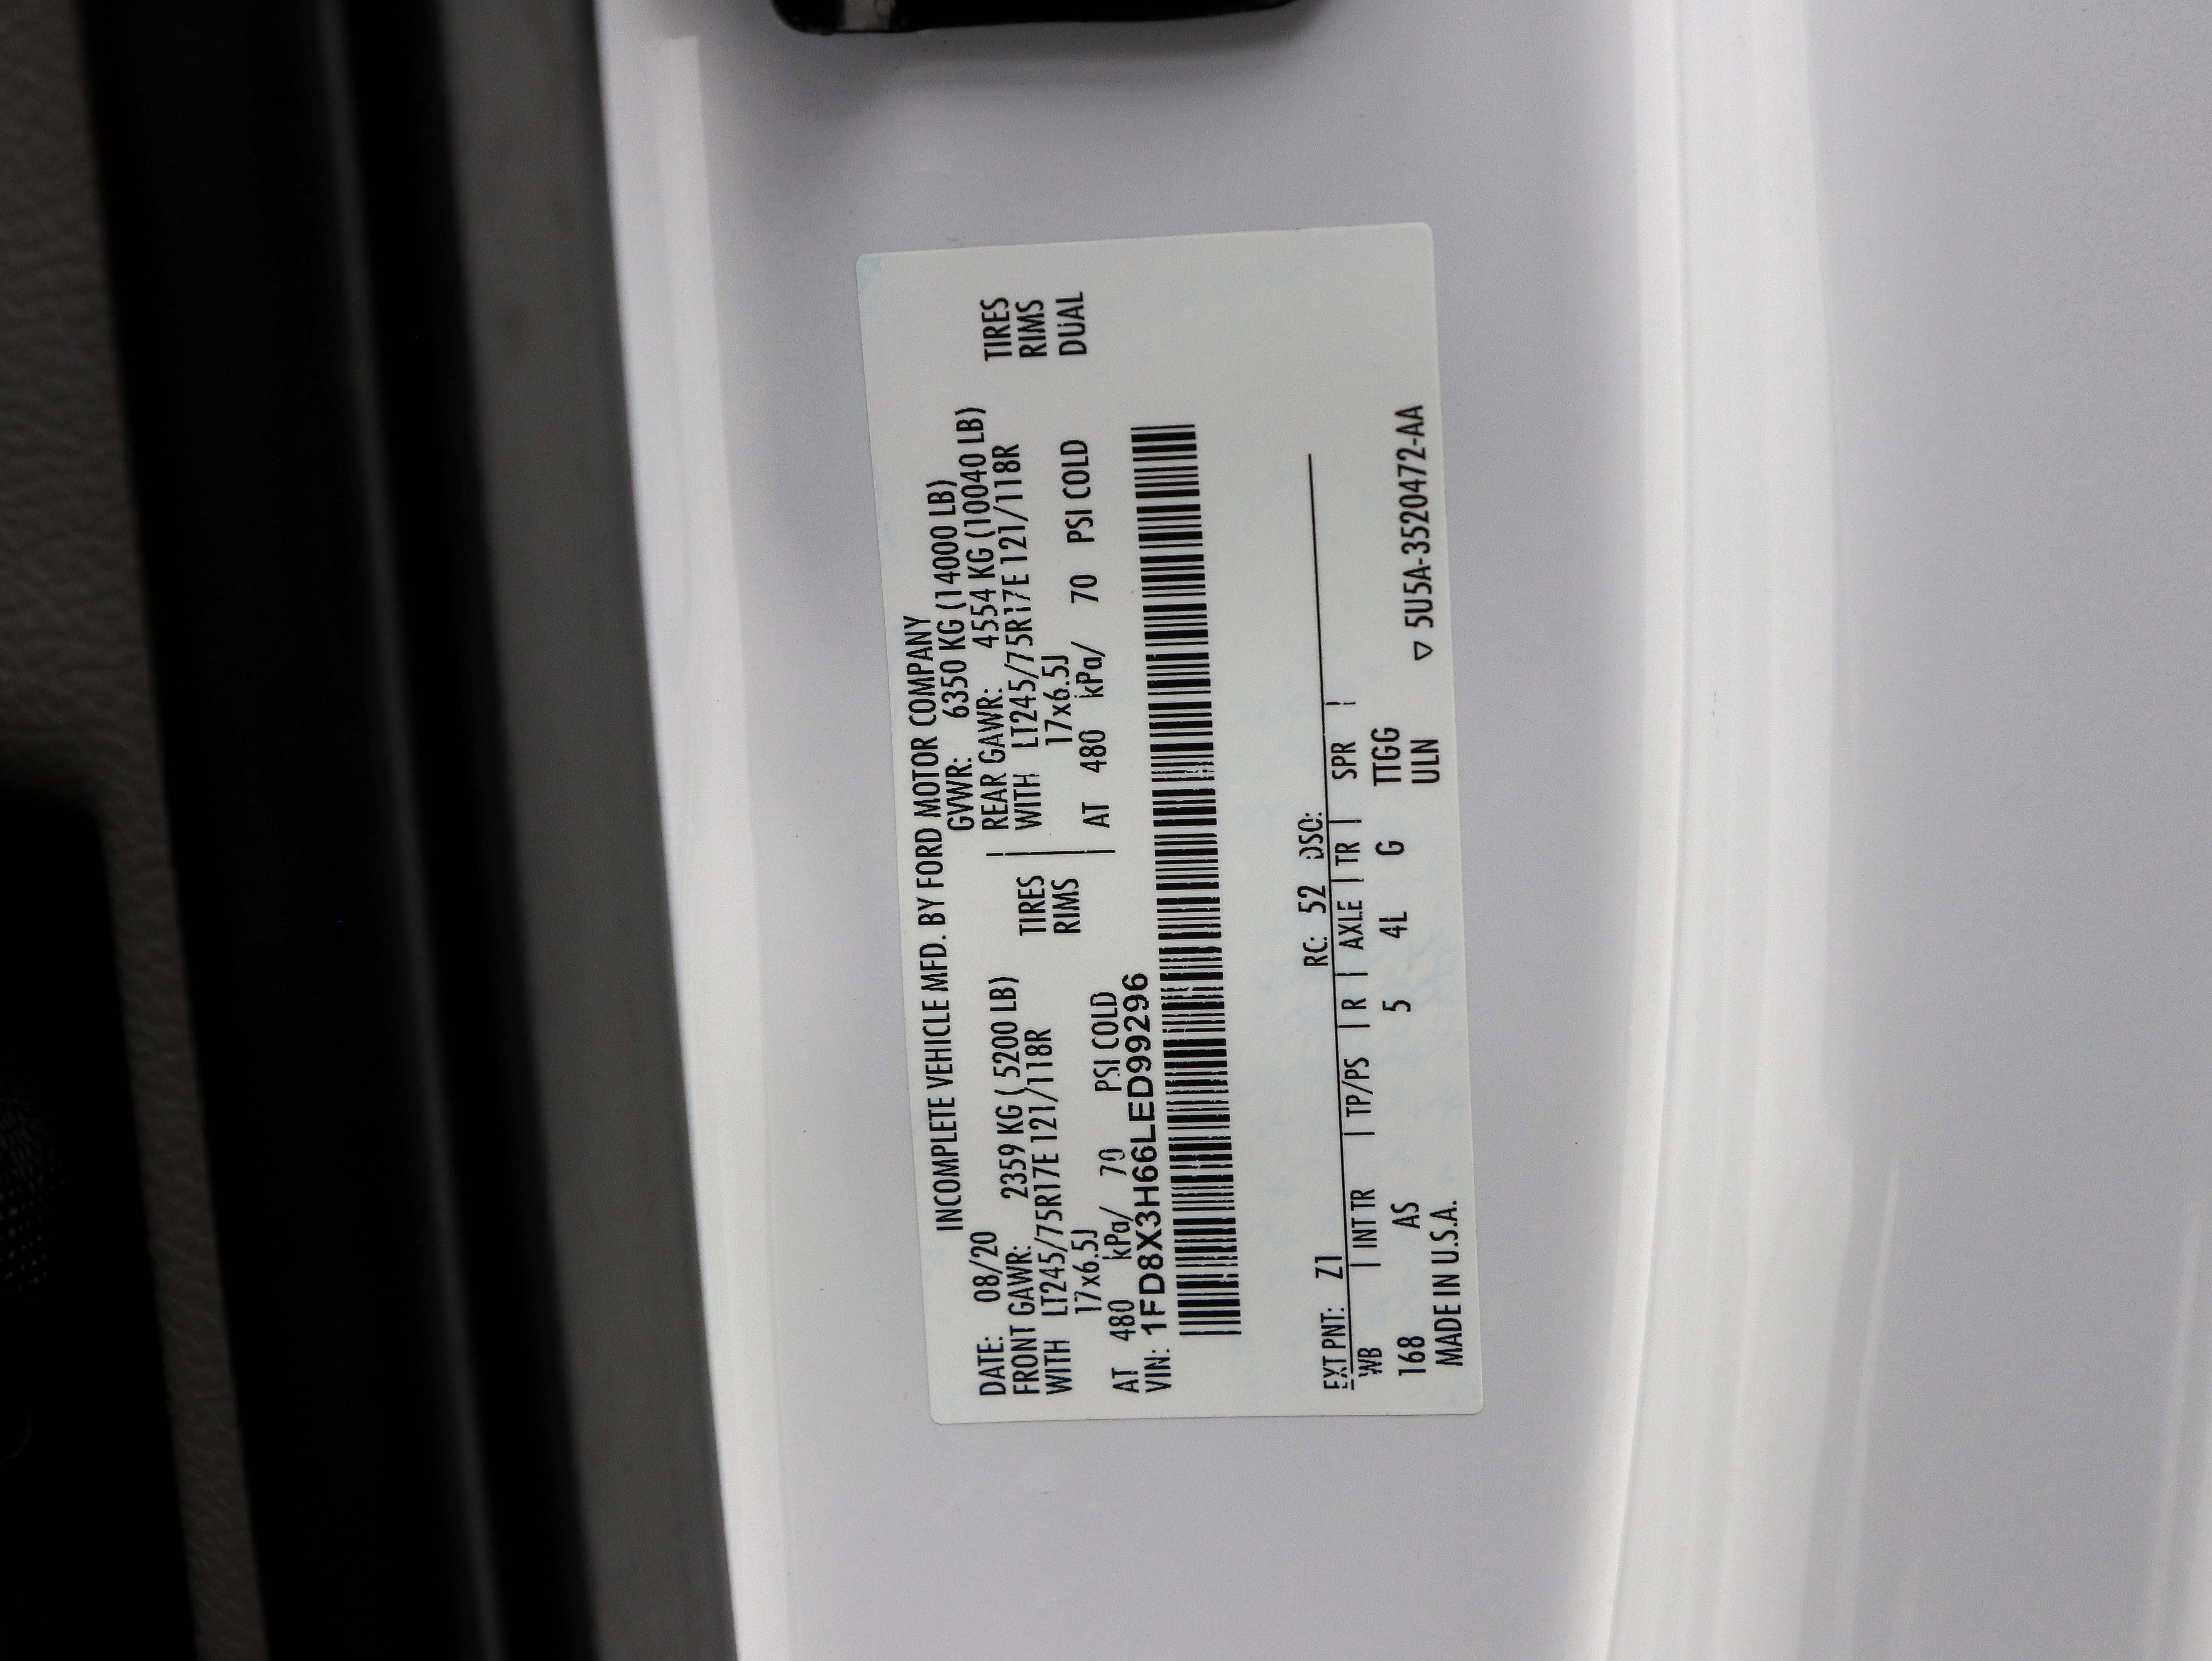 INCOMPLETE VEHICLE MFD. BY FORD MOTOR COMPANY
DATE: 08/20 GVWR: 6350 KG (14000 LB)
FRONT GAWR: 2359 KG ( 5200 LB) REAR GAWR: 4554 KG (10040 LB)
WITH LT245/75R17E 121/118R TIRES WITH LT245/75R17E 121/118R TIRES
17x6.5J RIMS 17x6.5J RIMS
AT 480 kPa/ 70 PSI COLD AT 480 kPa/ 70 PSI COLD DUAL
VIN: 1FD8X3H66LED99296
EXT PNT: Z1 RC: 52 DSO:
WB | INT TR | TP/PS | R | AXLE | TR | SPR |
168 AS 5 4L G TTGG
MADE IN U.S.A. ULN
▽ 5U5A-3520472-AA